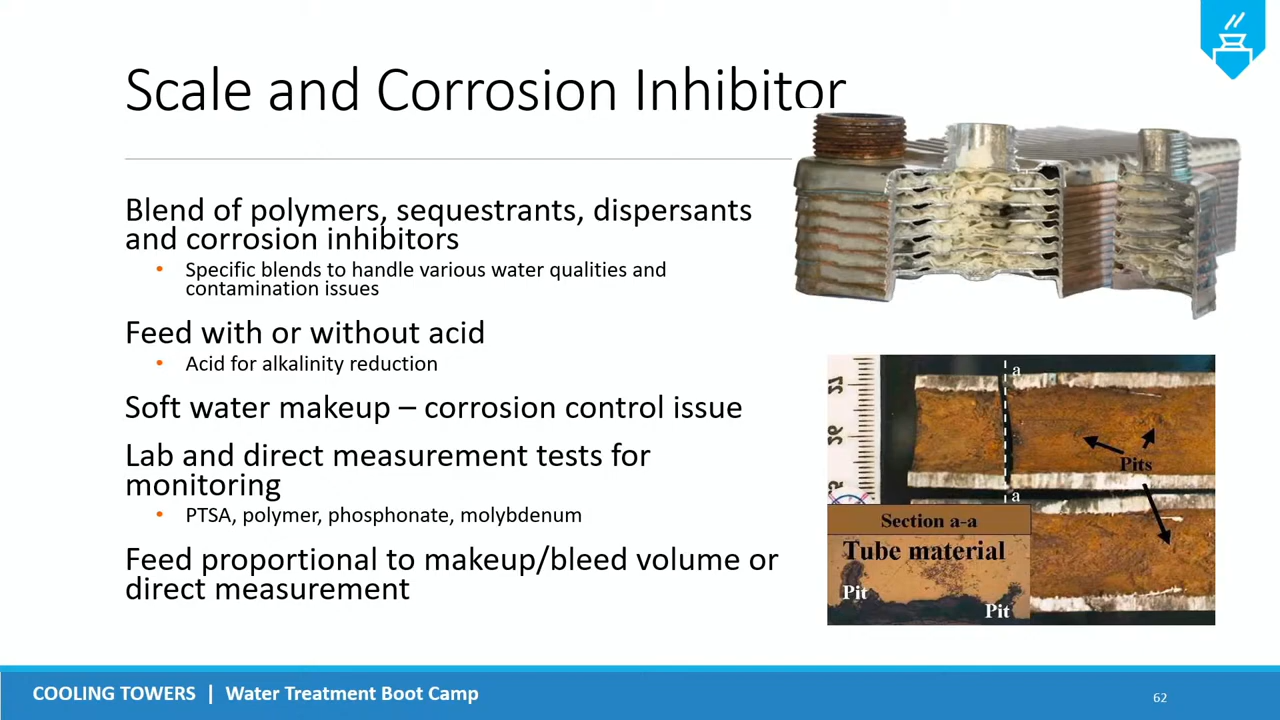 Scale and Corrosion Inhibitor
Blend of polymers, sequestrants, dispersants
and corrosion inhibitors
• Specific blends to handle various water qualities and
contamination issues
Feed with or without acid
• Acid for alkalinity reduction
Soft water makeup – corrosion control issue
Lab and direct measurement tests for
monitoring
• PTSA, polymer, phosphonate, molybdenum
Feed proportional to makeup/bleed volume or
direct measurement
27
26
a
Pits
a
Section a-a
Tube material
Pit
Pit
COOLING TOWERS | Water Treatment Boot Camp
62